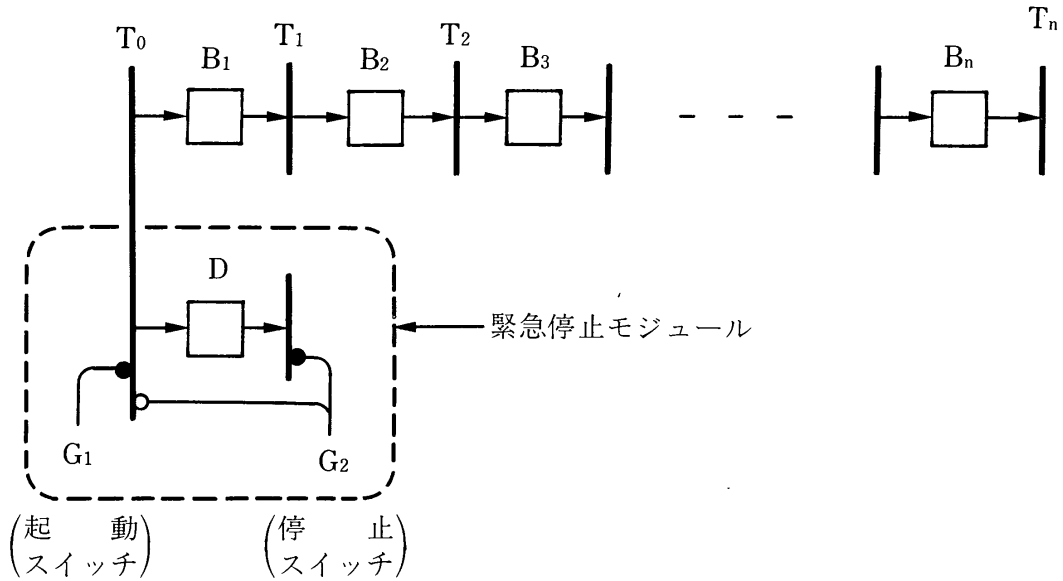 T0 T1 T2 Tn
B1 B2 B3 Bn
D
緊急停止モジュール
G1 G2
(起動スイッチ) (停止スイッチ)